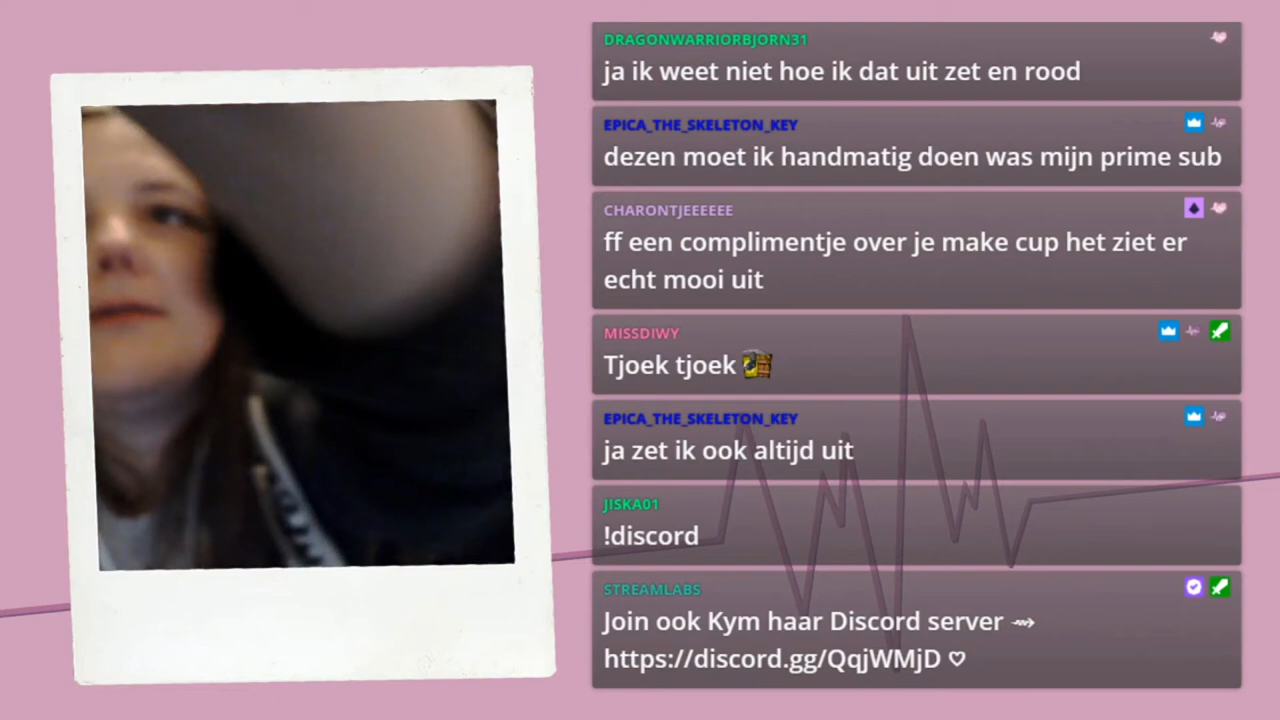 DRAGONWARRIORBJORN31
ja ik weet niet hoe ik dat uit zet en rood
EPICA_THE_SKELETON_KEY
dezen moet ik handmatig doen was mijn prime sub
CHARONTJEEEEEE
ff een complimentje over je make cup het ziet er
echt mooi uit
MISSDIWY
Tjoek tjoek
EPICA_THE_SKELETON_KEY
ja zet ik ook altijd uit
JISKA01
!discord
STREAMLABS
Join ook Kym haar Discord server ⇝
https://discord.gg/QqjWMjD ♡